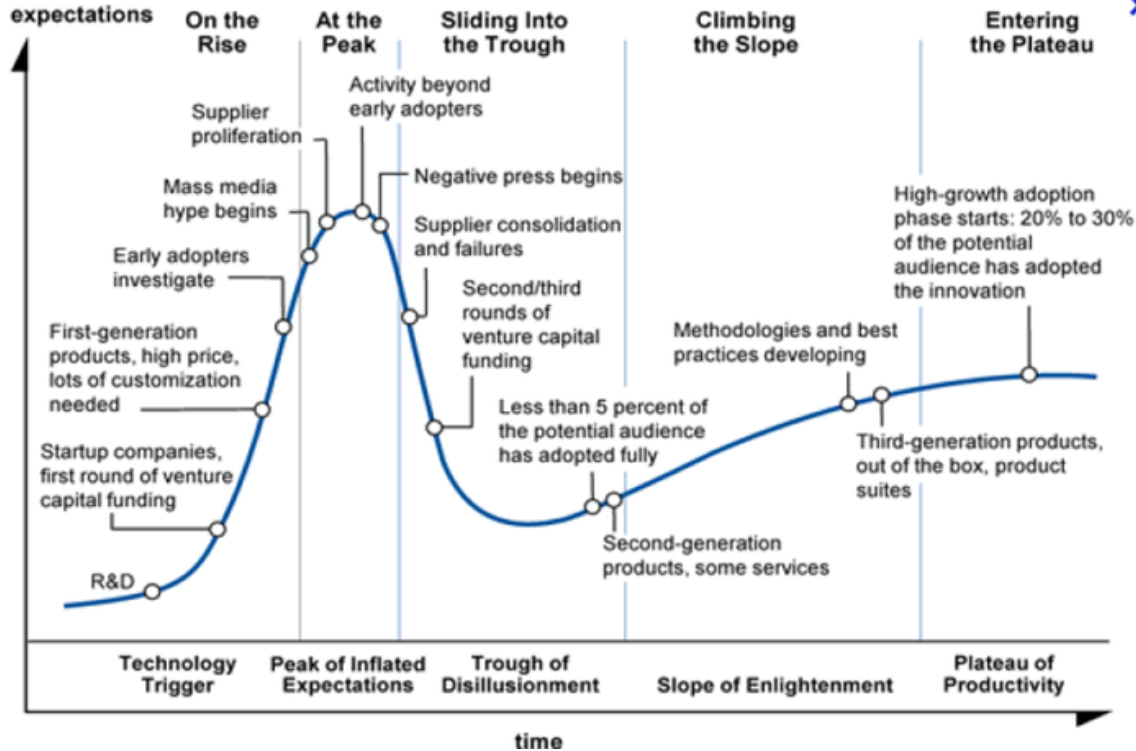 expectations
On the
Rise
At the
Peak
Sliding Into
the Trough
Climbing
the Slope
Entering
the Plateau
Activity beyond
early adopters
Supplier
proliferation
Negative press begins
Mass media
hype begins
Supplier consolidation
and failures
High-growth adoption
phase starts: 20% to 30%
of the potential
audience has adopted
the innovation
Early adopters
investigate
Second/third
rounds of
venture capital
funding
First-generation
products, high price,
lots of customization
needed
Methodologies and best
practices developing
Less than 5 percent of
the potential audience
has adopted fully
Startup companies,
first round of venture
capital funding
Third-generation products,
out of the box, product
suites
Second-generation
products, some services
R&D
Technology
Trigger
Peak of Inflated
Expectations
Trough of
Disillusionment
Slope of Enlightenment
Plateau of
Productivity
time